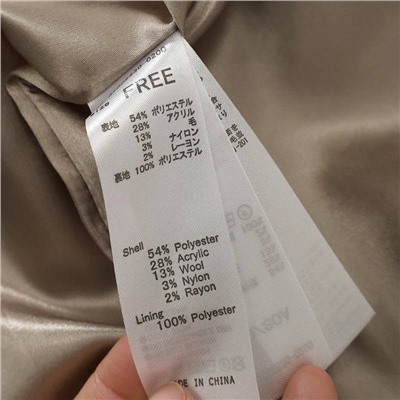 FREE
表地 54% ポリエステル
28% アクリル
13% 毛
3% ナイロン
2% レーヨン
裏地 100% ポリエステル
Shell
54% Polyester
28% Acrylic
13% Wool
3% Nylon
2% Rayon
Lining
100% Polyester
MADE IN CHINA